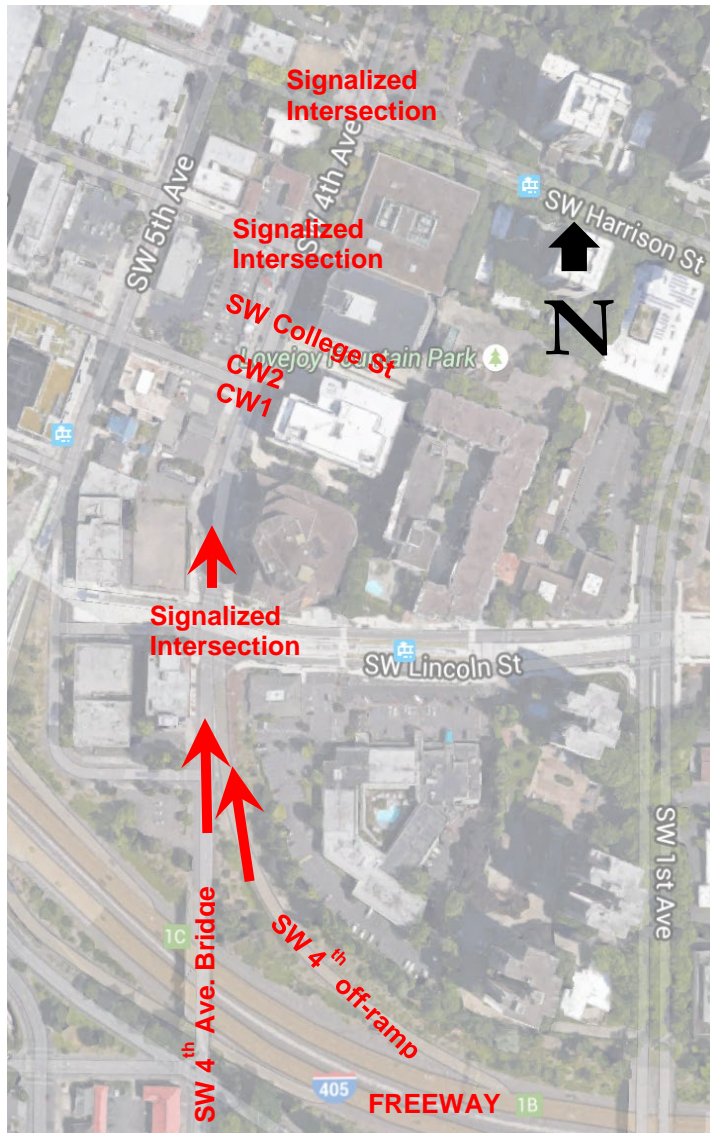 Signalized
Intersection
SW 5th Ave
SW 4th Ave
SW Harrison St
Signalized
Intersection
N
SW College St
Lovejoy Fountain Park
CW2
CW1
Signalized
Intersection
SW Lincoln St
SW 1st Ave
1C
SW 4th Ave. Bridge
SW 4th off-ramp
405
FREEWAY
1B